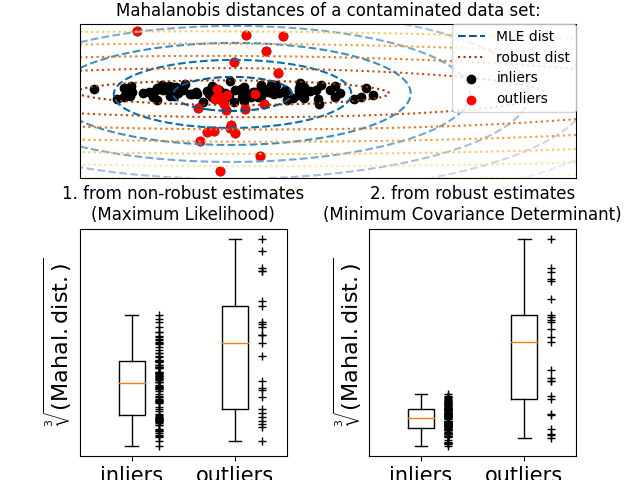 Mahalanobis distances of a contaminated data set:
MLE dist
robust dist
inliers
outliers
1. from non-robust estimates
(Maximum Likelihood)
∛(Mahal. dist.)
inliers outliers
2. from robust estimates
(Minimum Covariance Determinant)
∛(Mahal. dist.)
inliers outliers